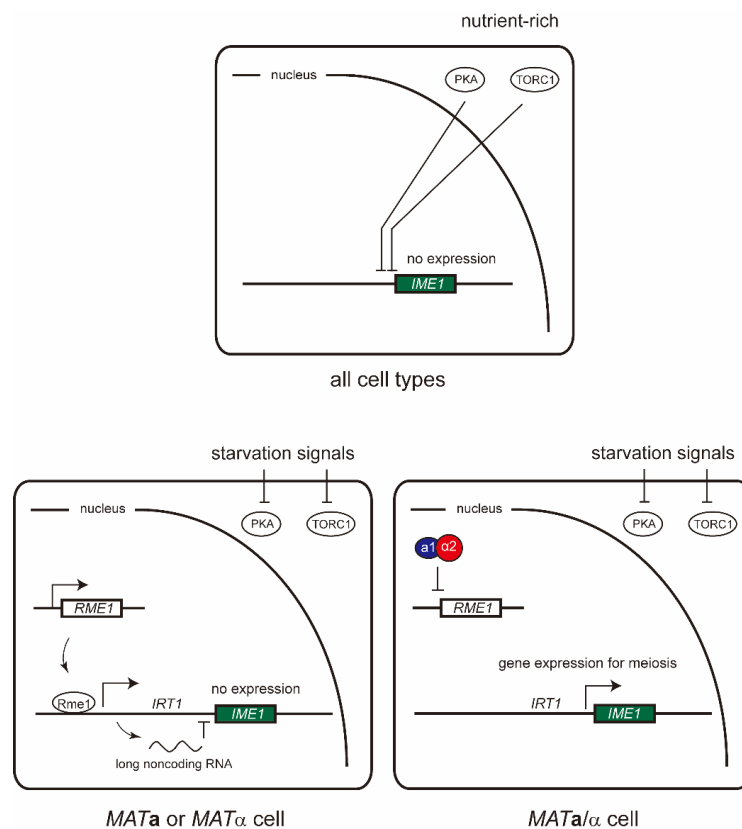 nutrient-rich
nucleus
PKA
TORC1
no expression
IME1
all cell types
starvation signals
nucleus
PKA
TORC1
RME1
Rme1
IRT1
no expression
IME1
long noncoding RNA
MATa or MATα cell
starvation signals
nucleus
PKA
TORC1
a1
α2
RME1
gene expression for meiosis
IRT1
IME1
MATa/α cell